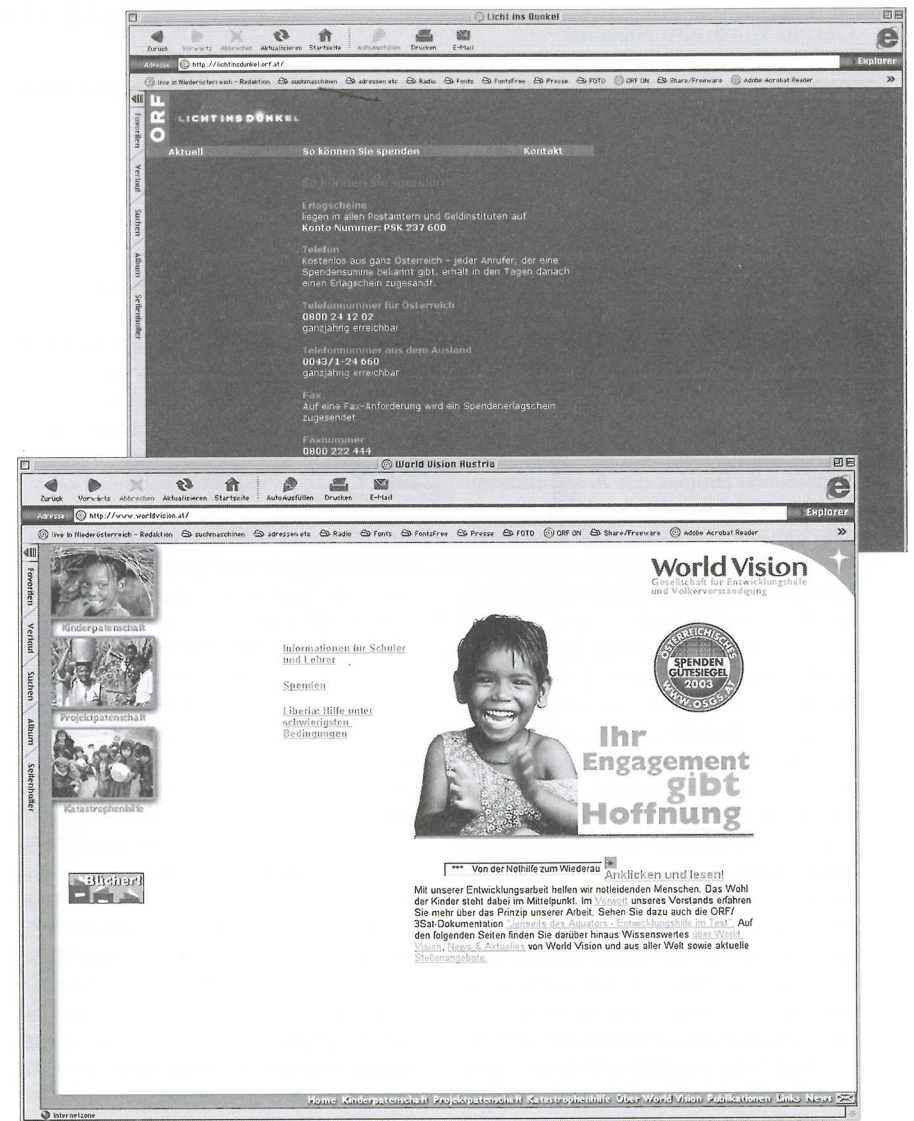 Licht ins Dunkel
Zurück Vorwärts Abbrechen Aktualisieren Startseite AutoAusfüllen Drucken E-Mail
Adresse http://lichtinsdunkel.orf.at/ Explorer
live in Niederösterreich - Redaktion suchmaschinen adressen etc Radio Fonts FontsFree Presse FOTO ORF ON Share/Freeware Adobe Acrobat Reader »
Favoriten Verlauf Suchen Album Seitenhalter
ORF LICHT INS DUNKEL
Aktuell So können Sie spenden Kontakt
So können Sie spenden
Erlagscheine
liegen in allen Postämtern und Geldinstituten auf
Konto Nummer: PSK 237 600
Telefon
Kostenlos aus ganz Österreich - jeder Anrufer, der eine
Spendensumme bekannt gibt, erhält in den Tagen danach
einen Erlagschein zugesandt.
Telefonnummer für Österreich
0800 24 12 02
ganzjährig erreichbar
Telefonnummer aus dem Ausland
0043/1-24 660
ganzjährig erreichbar
Fax
Auf eine Fax-Anforderung wird ein Spendenerlagschein
zugesendet
Faxnummer
0800 222 444
World Vision Austria
Zurück Vorwärts Abbrechen Aktualisieren Startseite AutoAusfüllen Drucken E-Mail
Adresse http://www.worldvision.at/ Explorer
live in Niederösterreich - Redaktion suchmaschinen adressen etc Radio Fonts FontsFree Presse FOTO ORF ON Share/Freeware Adobe Acrobat Reader »
Favoriten Verlauf Suchen Album Seitenhalter
Kinderpatenschaft
Projektpatenschaft
Katastrophenhilfe
Bücher!
Informationen für Schüler
und Lehrer
Spenden
Liberia: Hilfe unter
schwierigsten
Bedingungen
World Vision
Gesellschaft für Entwicklungshilfe
und Völkerverständigung
ÖSTERREICHISCHES
SPENDEN
GÜTESIEGEL
2003
WWW.OSGS.AT
Ihr
Engagement
gibt
Hoffnung
*** Von der Nothilfe zum Wiederau
Anklicken und lesen!
Mit unserer Entwicklungsarbeit helfen wir notleidenden Menschen. Das Wohl
der Kinder steht dabei im Mittelpunkt. Im Vorwort unseres Vorstands erfahren
Sie mehr über das Prinzip unserer Arbeit. Sehen Sie dazu auch die ORF/
3Sat-Dokumentation "Jenseits des Äquators - Entwicklungshilfe im Test". Auf
den folgenden Seiten finden Sie darüber hinaus Wissenswertes über World
Vision, News & Aktuelles von World Vision und aus aller Welt sowie aktuelle
Stellenangebote.
Home Kinderpatenschaft Projektpatenschaft Katastrophenhilfe Über World Vision Publikationen Links News
Internetzone